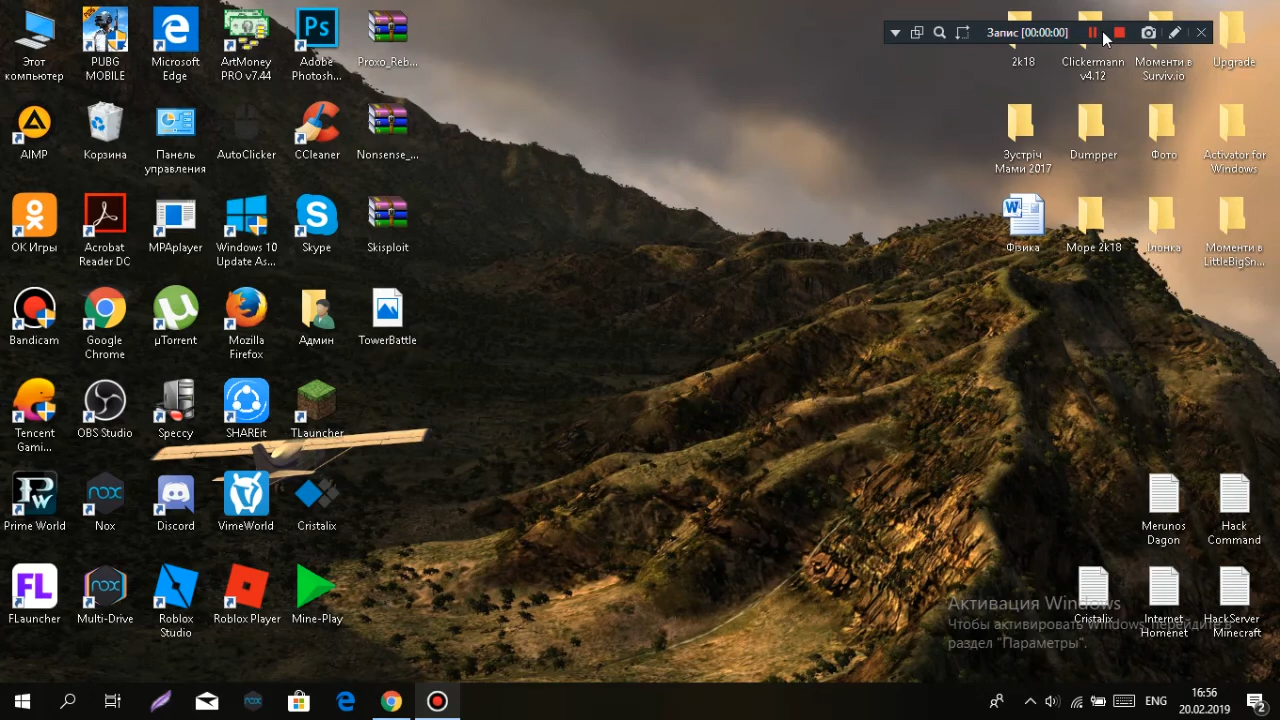 Этот
компьютер
PUBG
MOBILE
Microsoft
Edge
ArtMoney
PRO v7.44
Adobe
Photosh...
Proxo_Reb...
AIMP
Корзина
Панель
управления
AutoClicker
CCleaner
Nonsense_...
ОК Игры
Acrobat
Reader DC
MPAplayer
Windows 10
Update As...
Skype
Skisploit
Bandicam
Google
Chrome
µTorrent
Mozilla
Firefox
Админ
TowerBattle
Tencent
Gami...
OBS Studio
Speccy
SHAREit
TLauncher
Prime World
Nox
Discord
VimeWorld
Cristalix
FLauncher
Multi-Drive
Roblox
Studio
Roblox Player
Mine-Play
Запис [00:00:00]
2k18
Clickermann
v4.12
Моменти в
Surviv.io
Upgrade
Зустріч
Мами 2017
Dumpper
Фото
Activator for
Windows
Фізика
Море 2k18
Ілонка
Моменти в
LittleBigSn...
Merunos
Dagon
Hack
Command
Cristalix
Internet
Homenet
HackServer
Minecraft
Активация Windows
Чтобы активировать Windows, перейдите в
раздел "Параметры".
ENG
16:56
20.02.2019
2